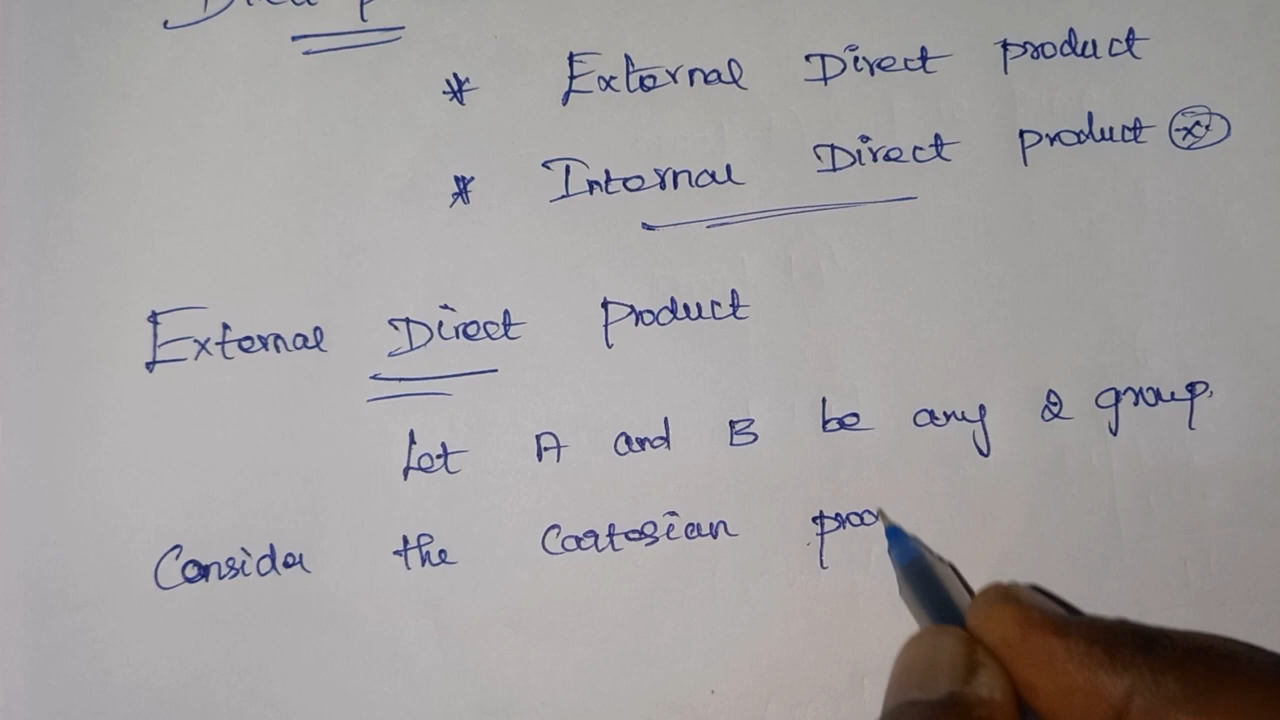 * External Direct product
* Internal Direct product
External Direct Product
Let A and B be any 2 group.
Consider the Cartesian